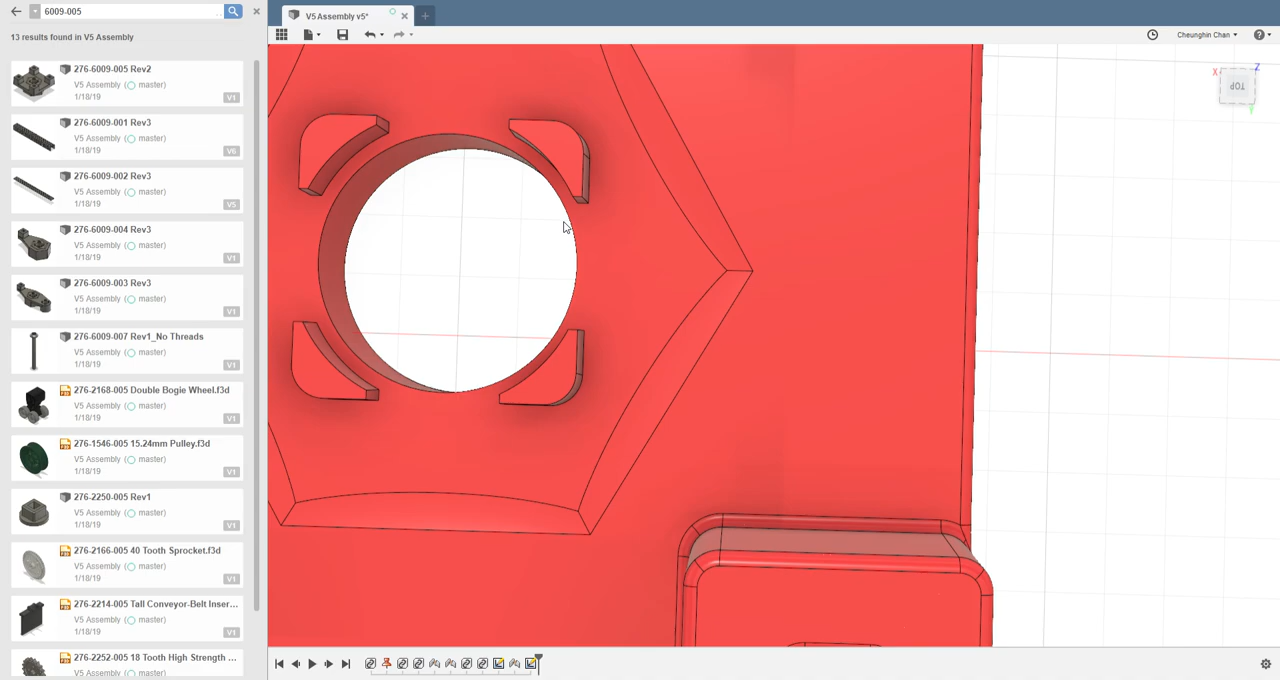 6009-005
13 results found in V5 Assembly
276-6009-005 Rev2
V5 Assembly (master)
1/18/19
V1
276-6009-001 Rev3
V5 Assembly (master)
1/18/19
V6
276-6009-002 Rev3
V5 Assembly (master)
1/18/19
V5
276-6009-004 Rev3
V5 Assembly (master)
1/18/19
V1
276-6009-003 Rev3
V5 Assembly (master)
1/18/19
V1
276-6009-007 Rev1_No Threads
V5 Assembly (master)
1/18/19
V1
276-2168-005 Double Bogie Wheel.f3d
V5 Assembly (master)
1/18/19
V1
276-1546-005 15.24mm Pulley.f3d
V5 Assembly (master)
1/18/19
V1
276-2250-005 Rev1
V5 Assembly (master)
1/18/19
V1
276-2166-005 40 Tooth Sprocket.f3d
V5 Assembly (master)
1/18/19
V1
276-2214-005 Tall Conveyor-Belt Inser...
V5 Assembly (master)
1/18/19
V1
276-2252-005 18 Tooth High Strength ...
V5 Assembly (master)
V5 Assembly v5*
Cheunghin Chan
X
Z
TOP